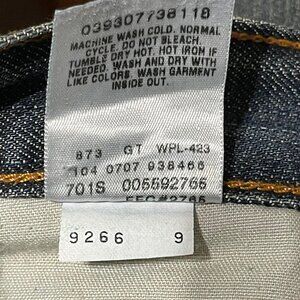 039307738118
MACHINE WASH COLD. NORMAL
CYCLE. DO NOT BLEACH.
TUMBLE DRY HOT. HOT IRON IF
NEEDED. WASH AND DRY WITH
LIKE COLORS. WASH GARMENT
INSIDE OUT.
873 GT WPL-423
104 0707 938466
701S 005592765
9266 9